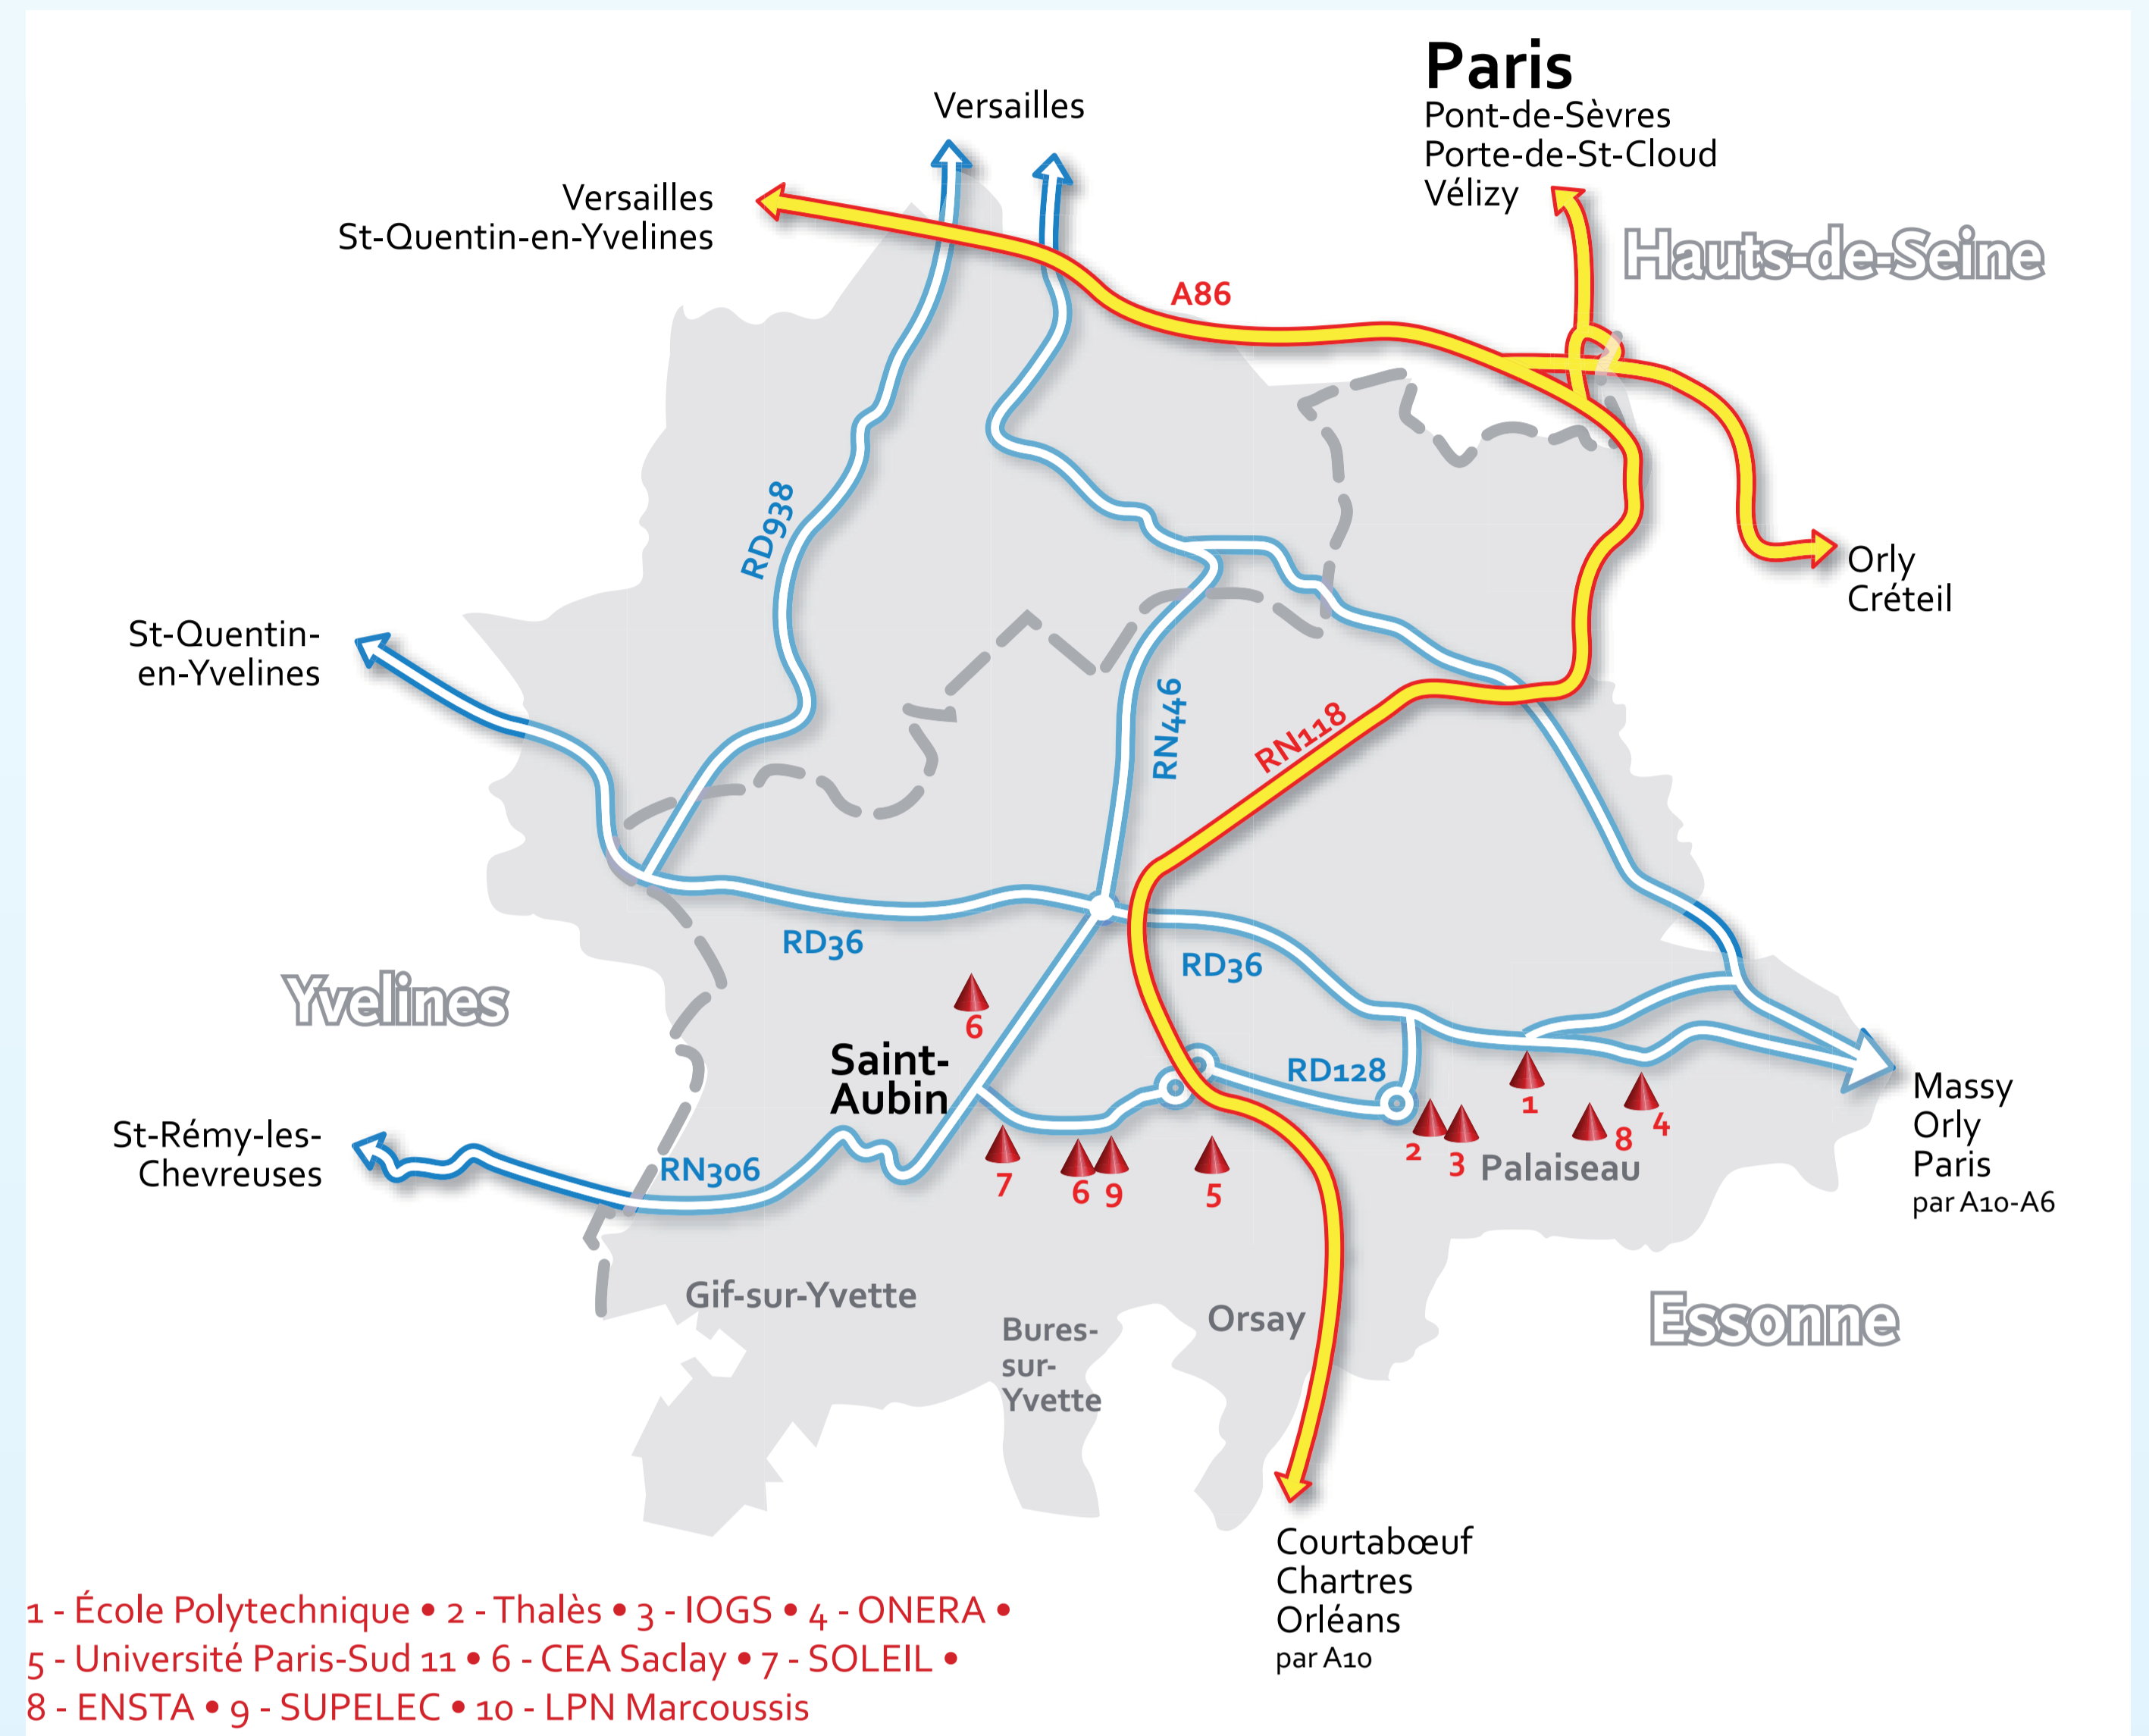 Paris
Pont-de-Sèvres
Porte-de-St-Cloud
Vélizy
Versailles
Versailles
St-Quentin-en-Yvelines
Hauts-de-Seine
A86
RD938
Orly
Créteil
St-Quentin-
en-Yvelines
RN446
RN118
RD36
RD36
Yvelines
6
Saint-
Aubin
RD128
1
4
8
2
3
Palaiseau
Massy
Orly
Paris
par A10-A6
St-Rémy-les-
Chevreuses
RN306
7
6
9
5
Gif-sur-Yvette
Bures-
sur-
Yvette
Orsay
Essonne
Courtabœuf
Chartres
Orléans
par A10
1 - École Polytechnique • 2 - Thalès • 3 - IOGS • 4 - ONERA •
5 - Université Paris-Sud 11 • 6 - CEA Saclay • 7 - SOLEIL •
8 - ENSTA • 9 - SUPELEC • 10 - LPN Marcoussis